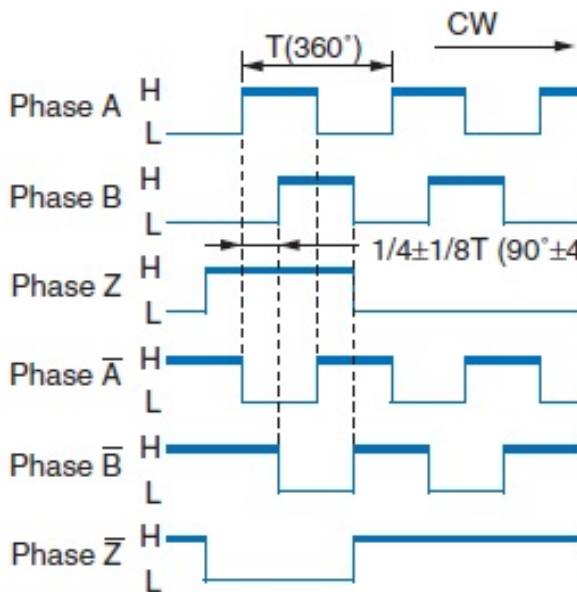 CW
T(360°)
Phase A H
L
Phase B H
L
1/4±1/8T (90°±4
Phase Z H
L
Phase A̅ H
L
Phase B̅ H
L
Phase Z̅ H
L